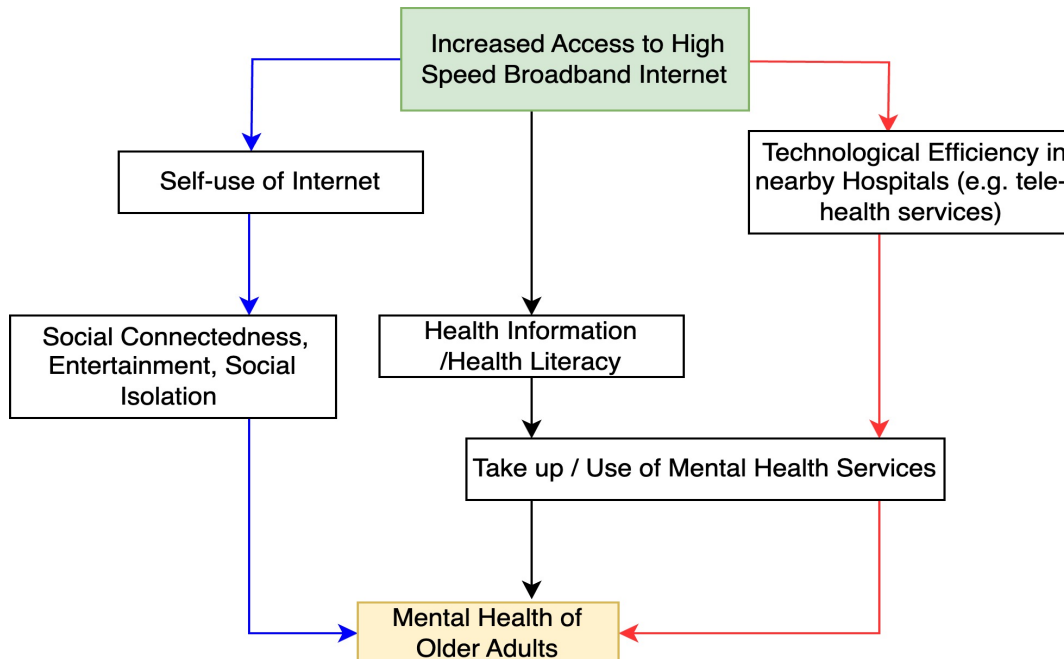 Increased Access to High
Speed Broadband Internet
Self-use of Internet
Technological Efficiency in
nearby Hospitals (e.g. tele-
health services)
Social Connectedness,
Entertainment, Social
Isolation
Health Information
/Health Literacy
Take up / Use of Mental Health Services
Mental Health of
Older Adults